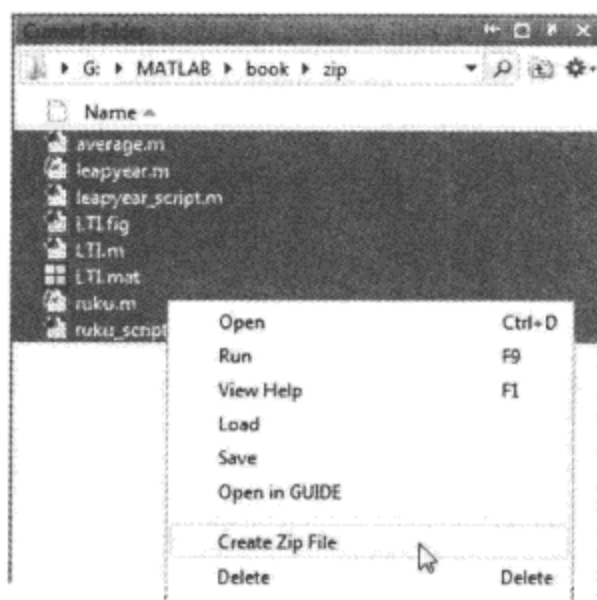 Current Folder
G: MATLAB book zip
Name
average.m
leapyear.m
leapyear_script.m
LTI.fig
LTI.m
LTI.mat
ruku.m
ruku_script
Open Ctrl+D
Run F9
View Help F1
Load
Save
Open in GUIDE
Create Zip File
Delete Delete